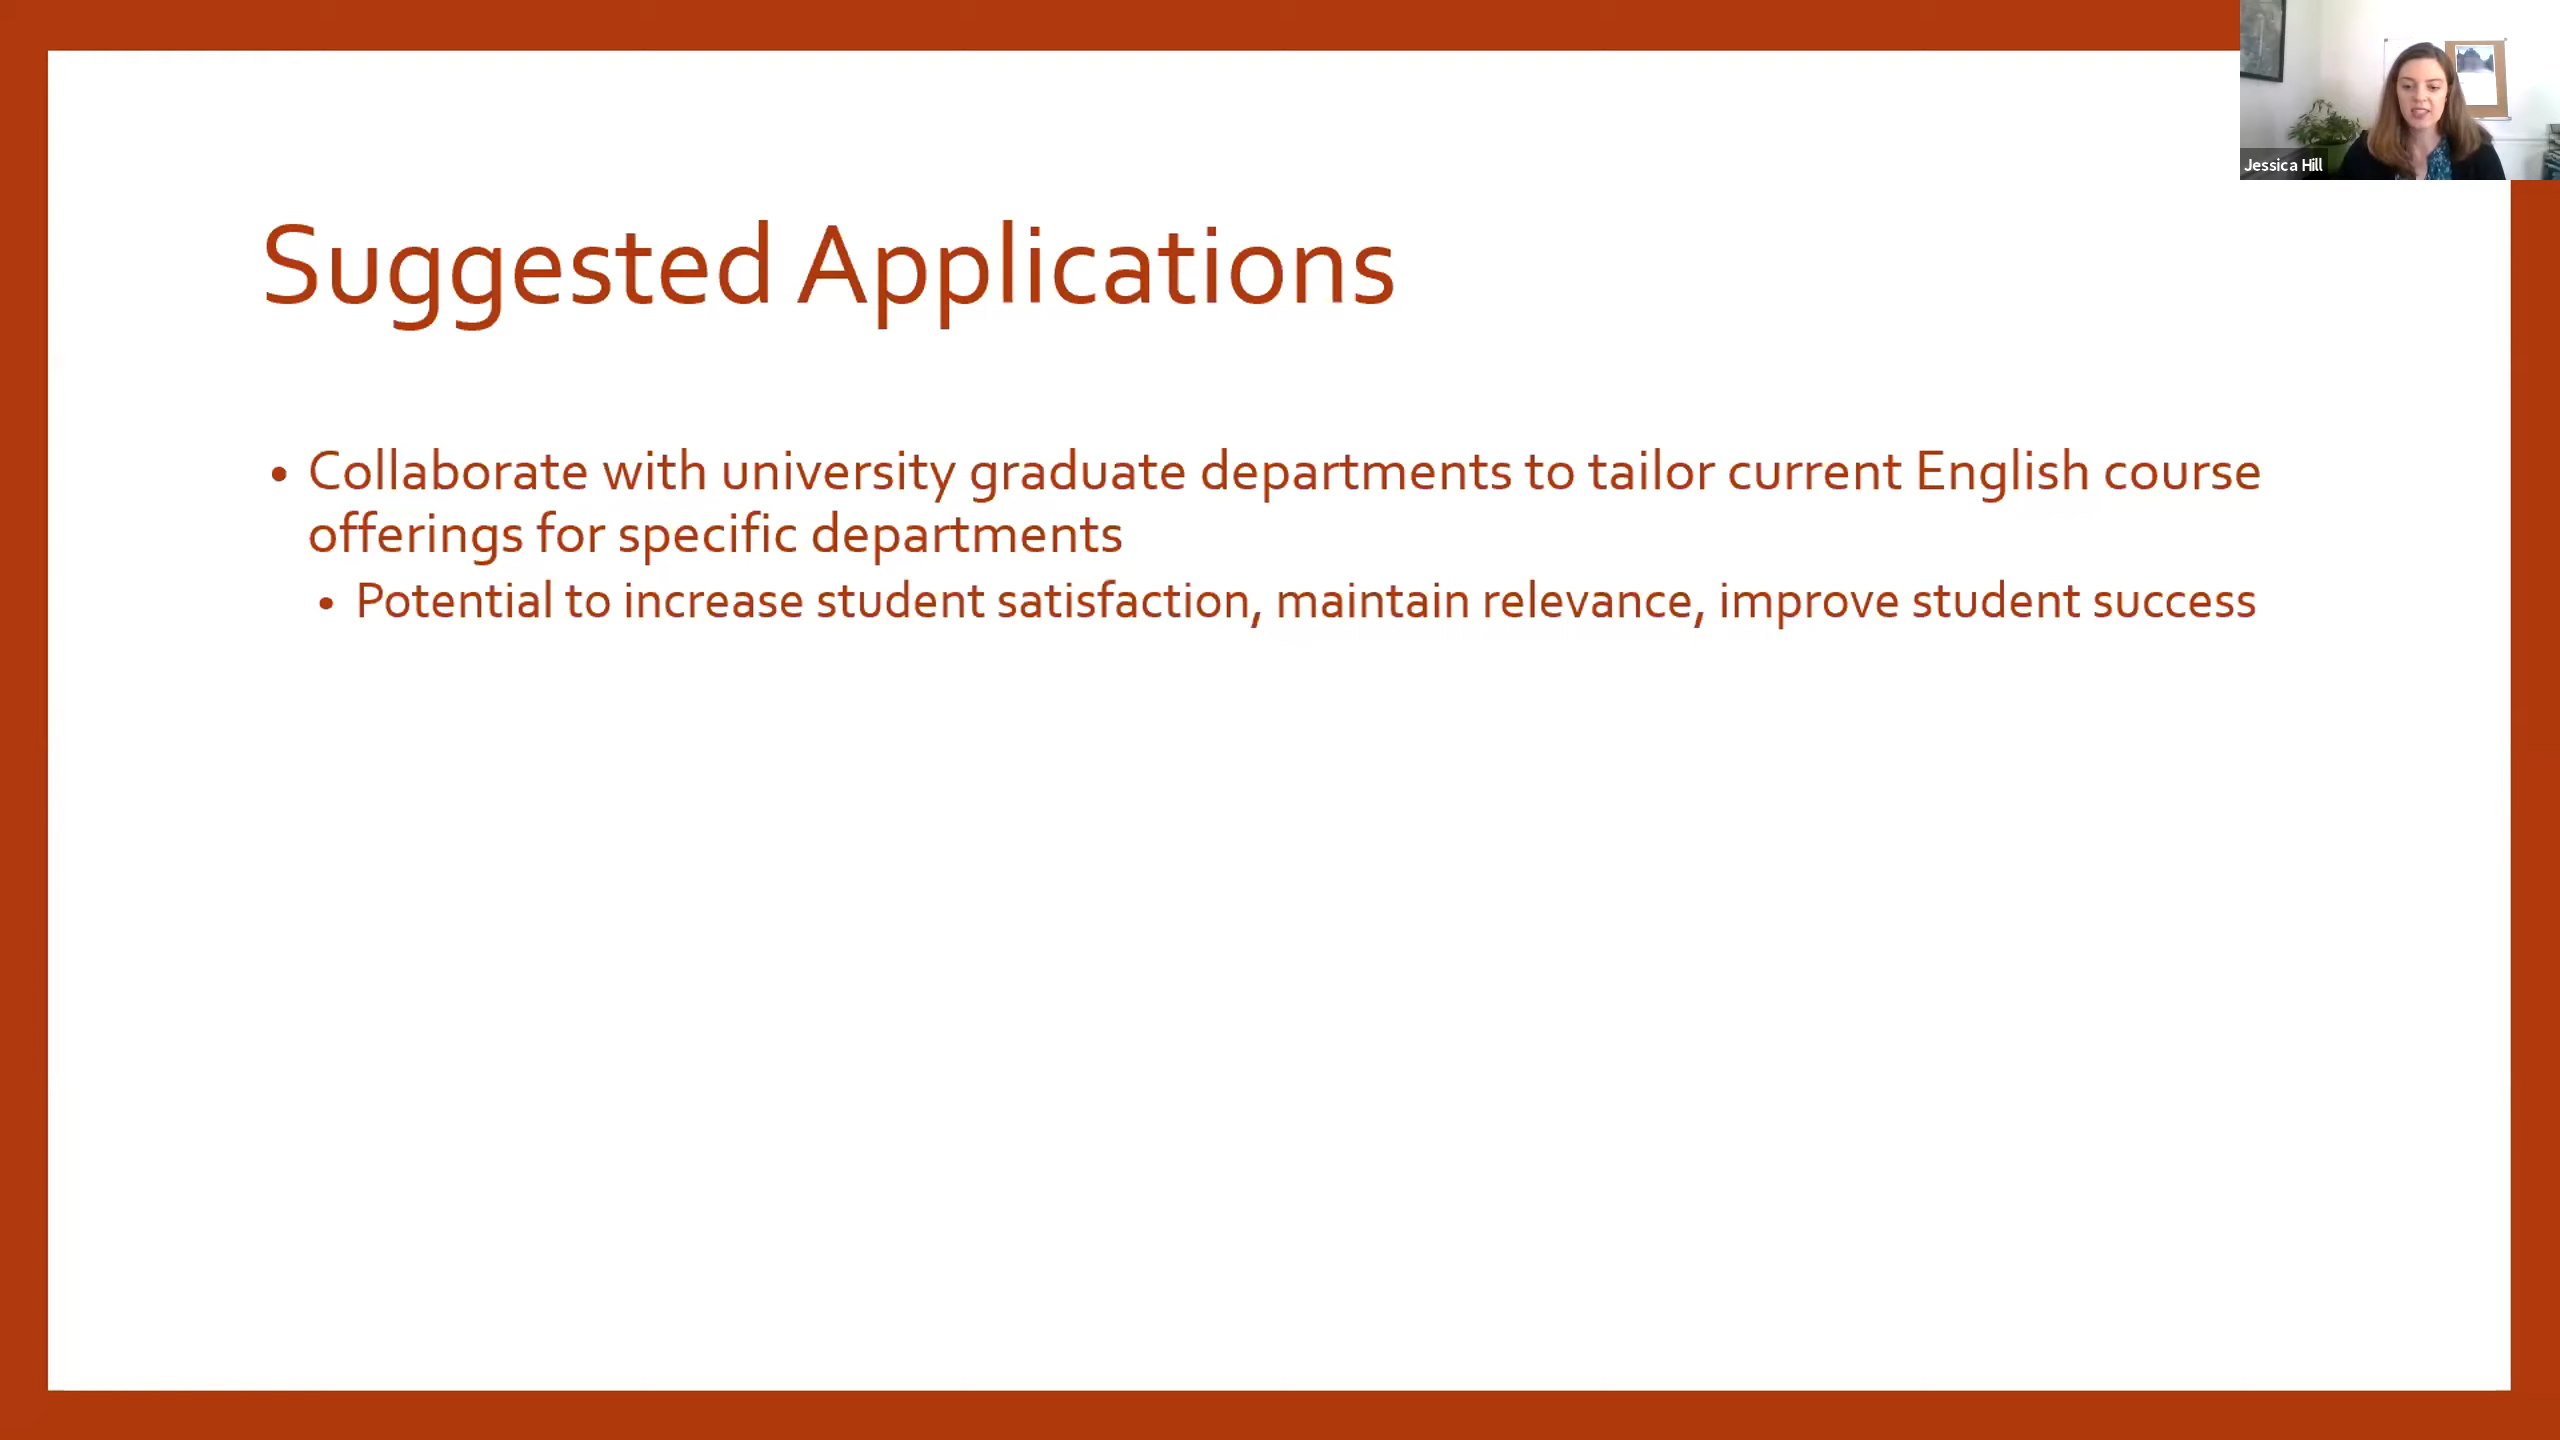 Jessica Hill
Suggested Applications
• Collaborate with university graduate departments to tailor current English course
offerings for specific departments
• Potential to increase student satisfaction, maintain relevance, improve student success